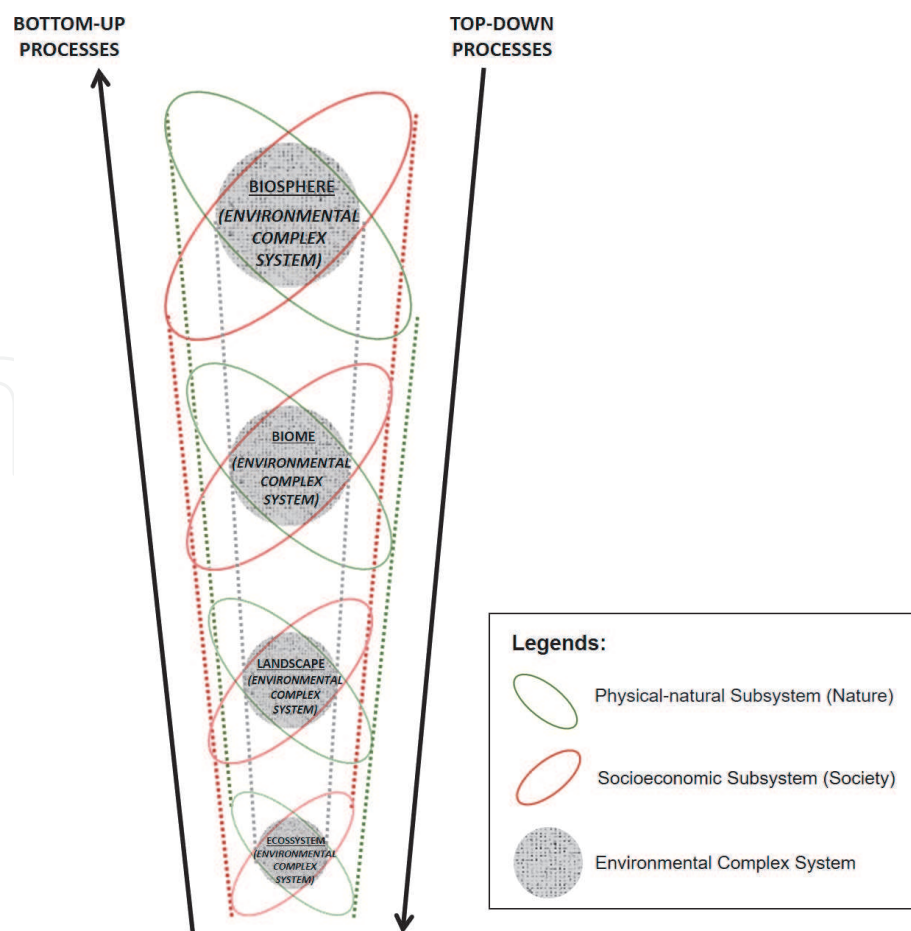 BOTTOM-UP
PROCESSES
TOP-DOWN
PROCESSES
BIOSPHERE
(ENVIRONMENTAL
COMPLEX
SYSTEM)
BIOME
(ENVIRONMENTAL
COMPLEX
SYSTEM)
LANDSCAPE
(ENVIRONMENTAL
COMPLEX
SYSTEM)
ECOSSYSTEM
(ENVIRONMENTAL
COMPLEX
SYSTEM)
Legends:
Physical-natural Subsystem (Nature)
Socioeconomic Subsystem (Society)
Environmental Complex System